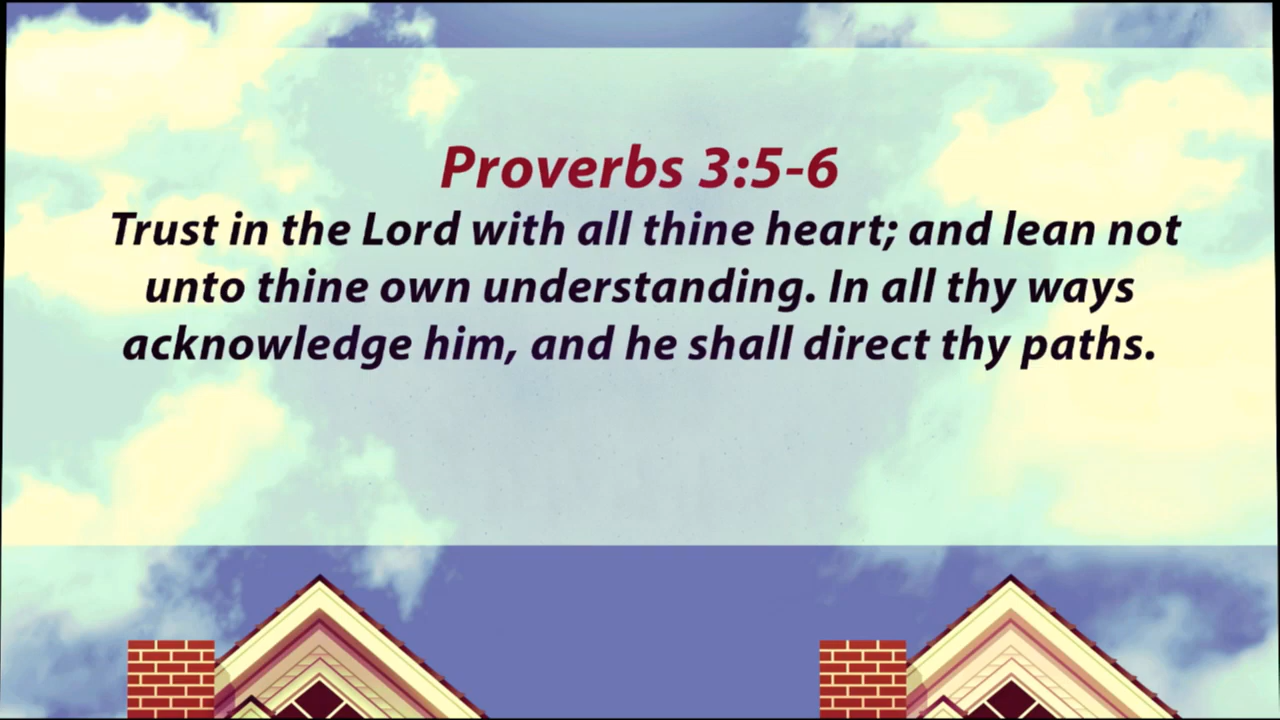 Proverbs 3:5-6
Trust in the Lord with all thine heart; and lean not
unto thine own understanding. In all thy ways
acknowledge him, and he shall direct thy paths.